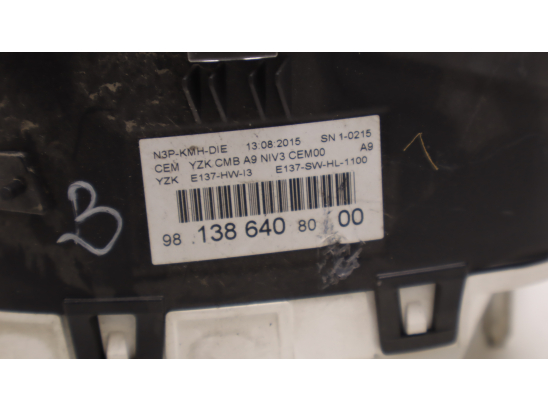 N3P-KMH-DIE 13.08.2015 SN 1-0215
CEM YZK.CMB A9 NIV3 CEM00 A9
YZK E137-HW-I3 E137-SW-HL-1100
98 138 640 80 00
B
1